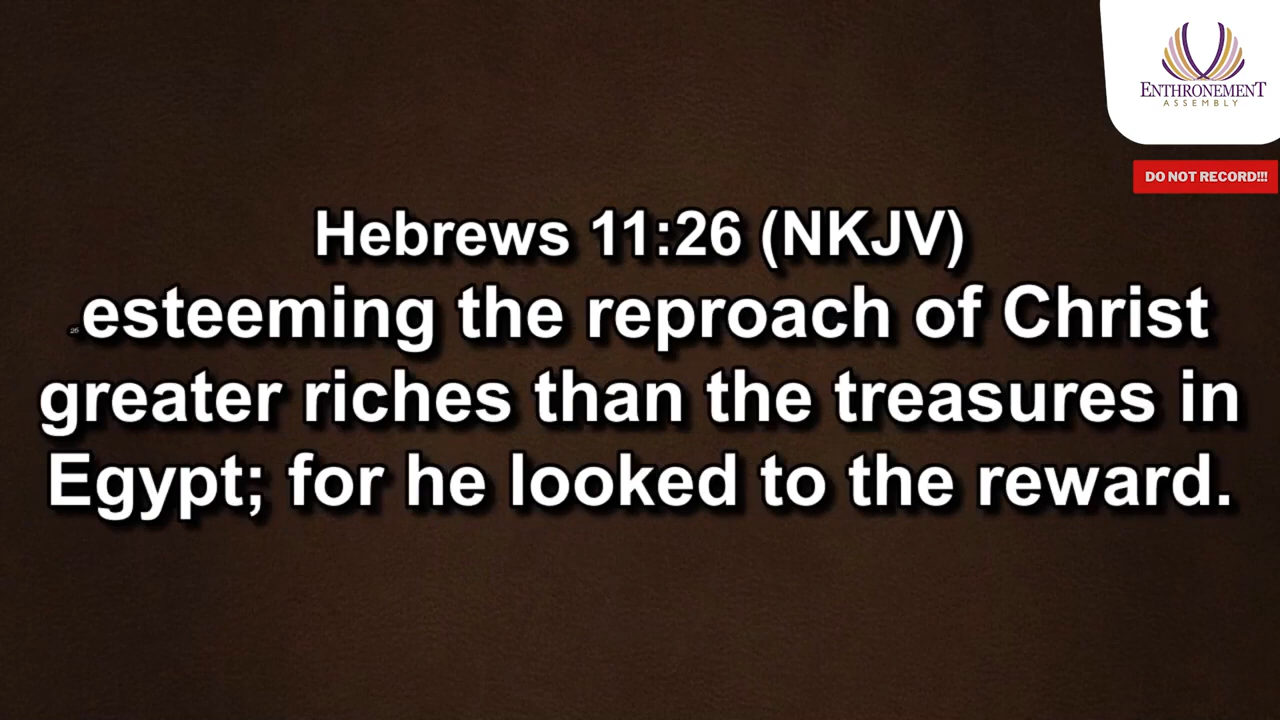 ENTHRONEMENT
ASSEMBLY
DO NOT RECORD!!!
Hebrews 11:26 (NKJV)
26 esteeming the reproach of Christ
greater riches than the treasures in
Egypt; for he looked to the reward.